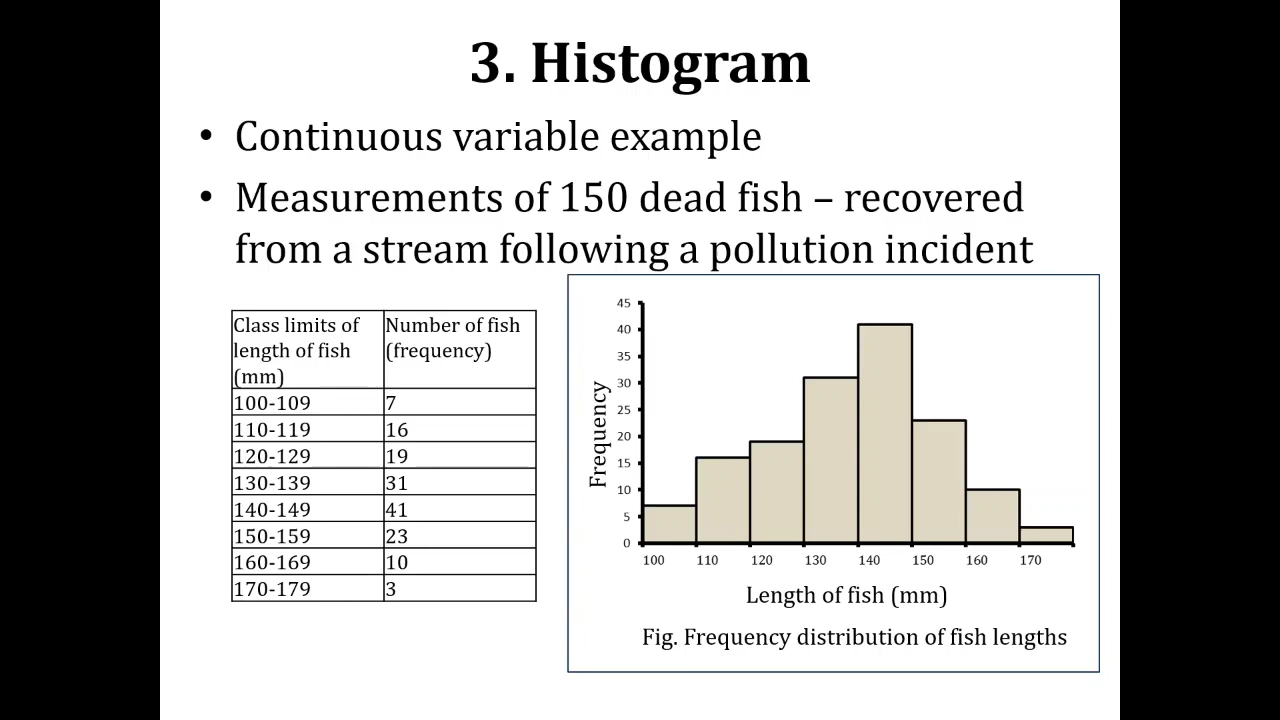 3. Histogram
• Continuous variable example
• Measurements of 150 dead fish – recovered
from a stream following a pollution incident
Class limits of
length of fish
(mm)
Number of fish
(frequency)
100-109 7
110-119 16
120-129 19
130-139 31
140-149 41
150-159 23
160-169 10
170-179 3
Frequency
45
40
35
30
25
20
15
10
5
0
100 110 120 130 140 150 160 170
Length of fish (mm)
Fig. Frequency distribution of fish lengths